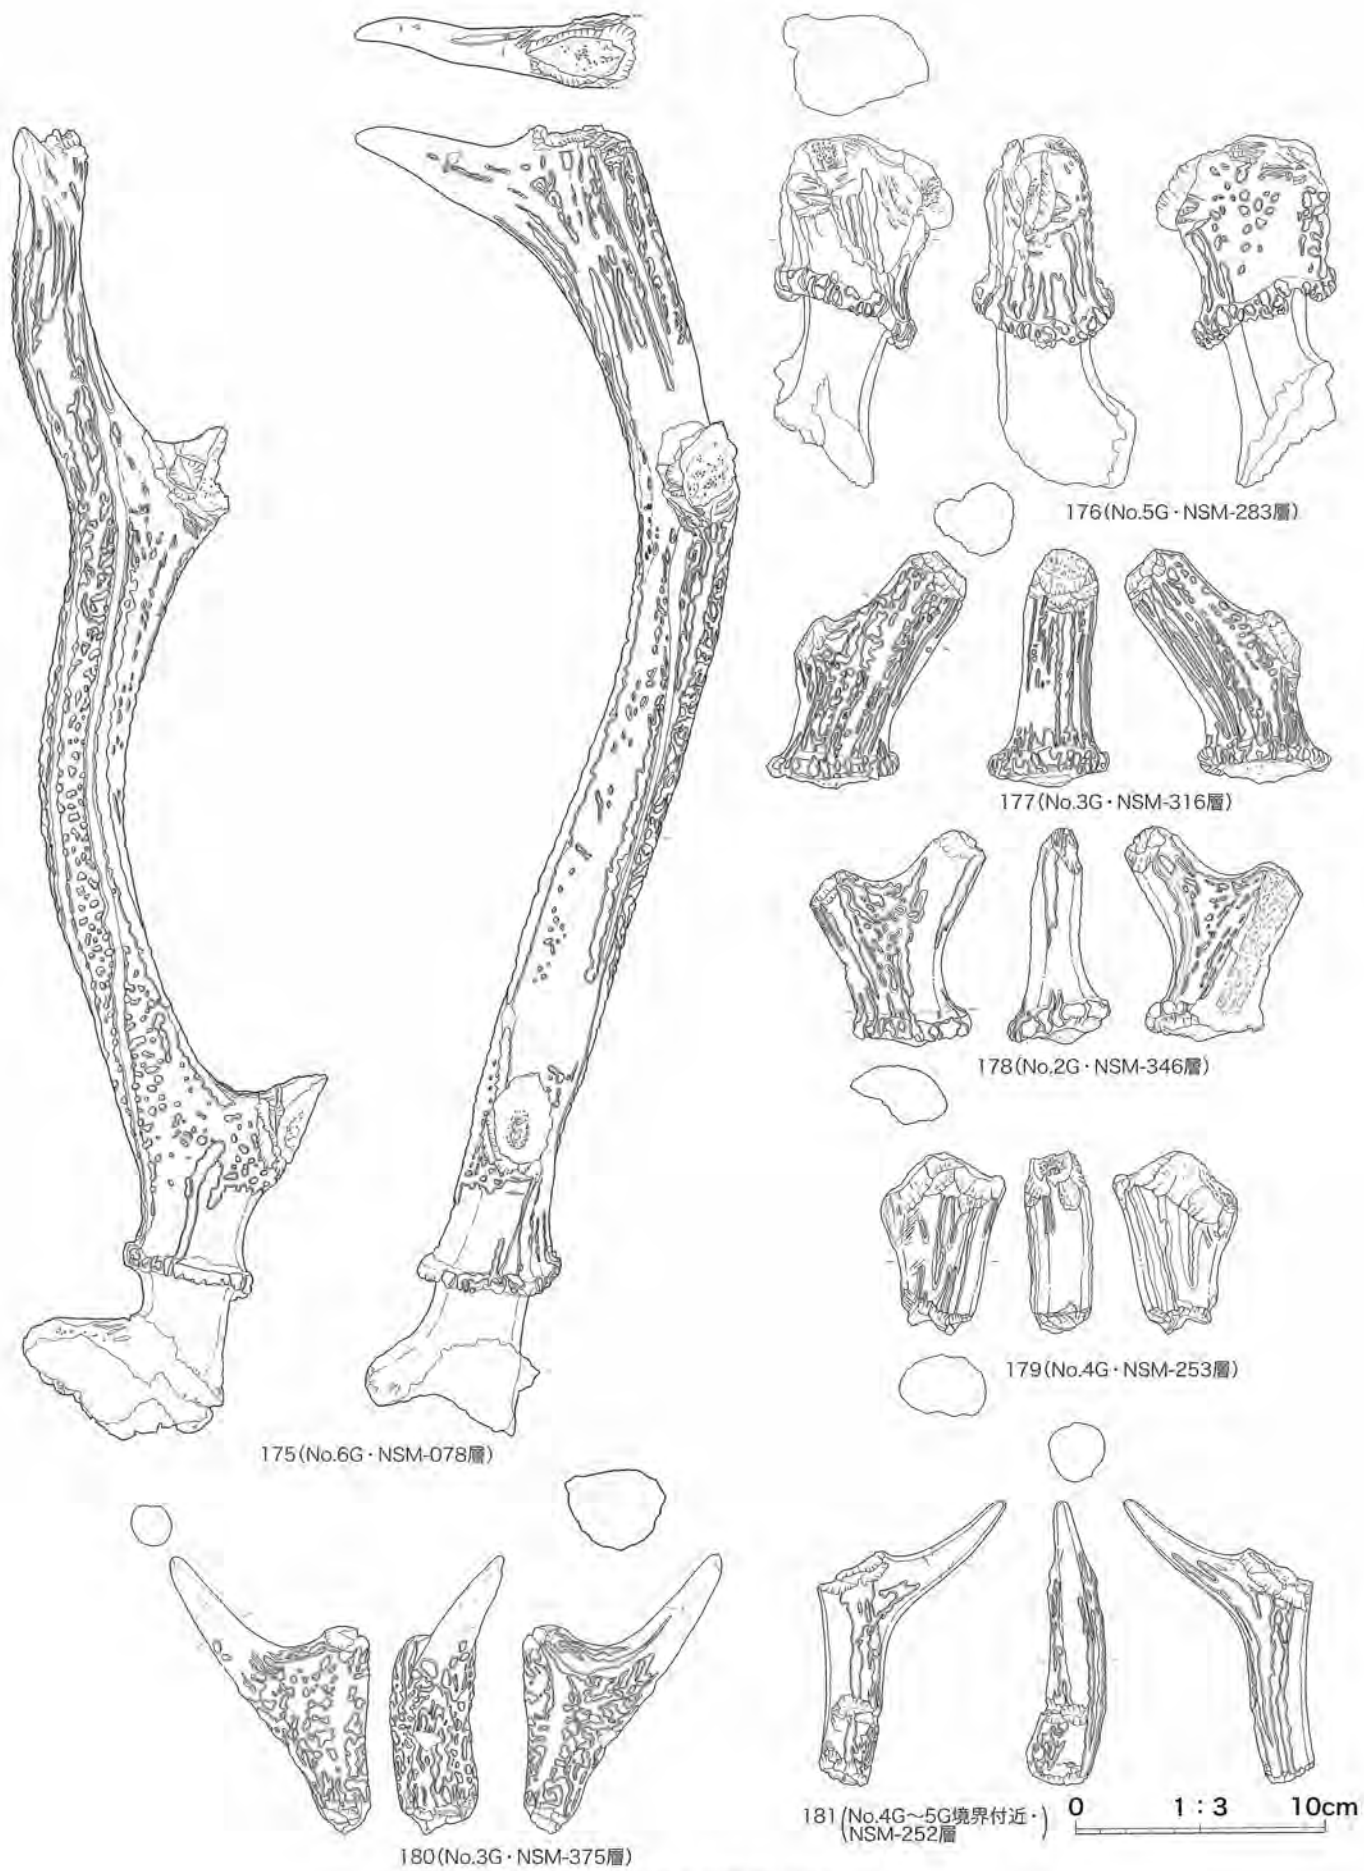 176(No.5G・NSM-283層)
177(No.3G・NSM-316層)
178(No.2G・NSM-346層)
179(No.4G・NSM-253層)
175(No.6G・NSM-078層)
181(No.4G～5G境界付近・
NSM-252層)
0 1：3 10cm
180(No.3G・NSM-375層)